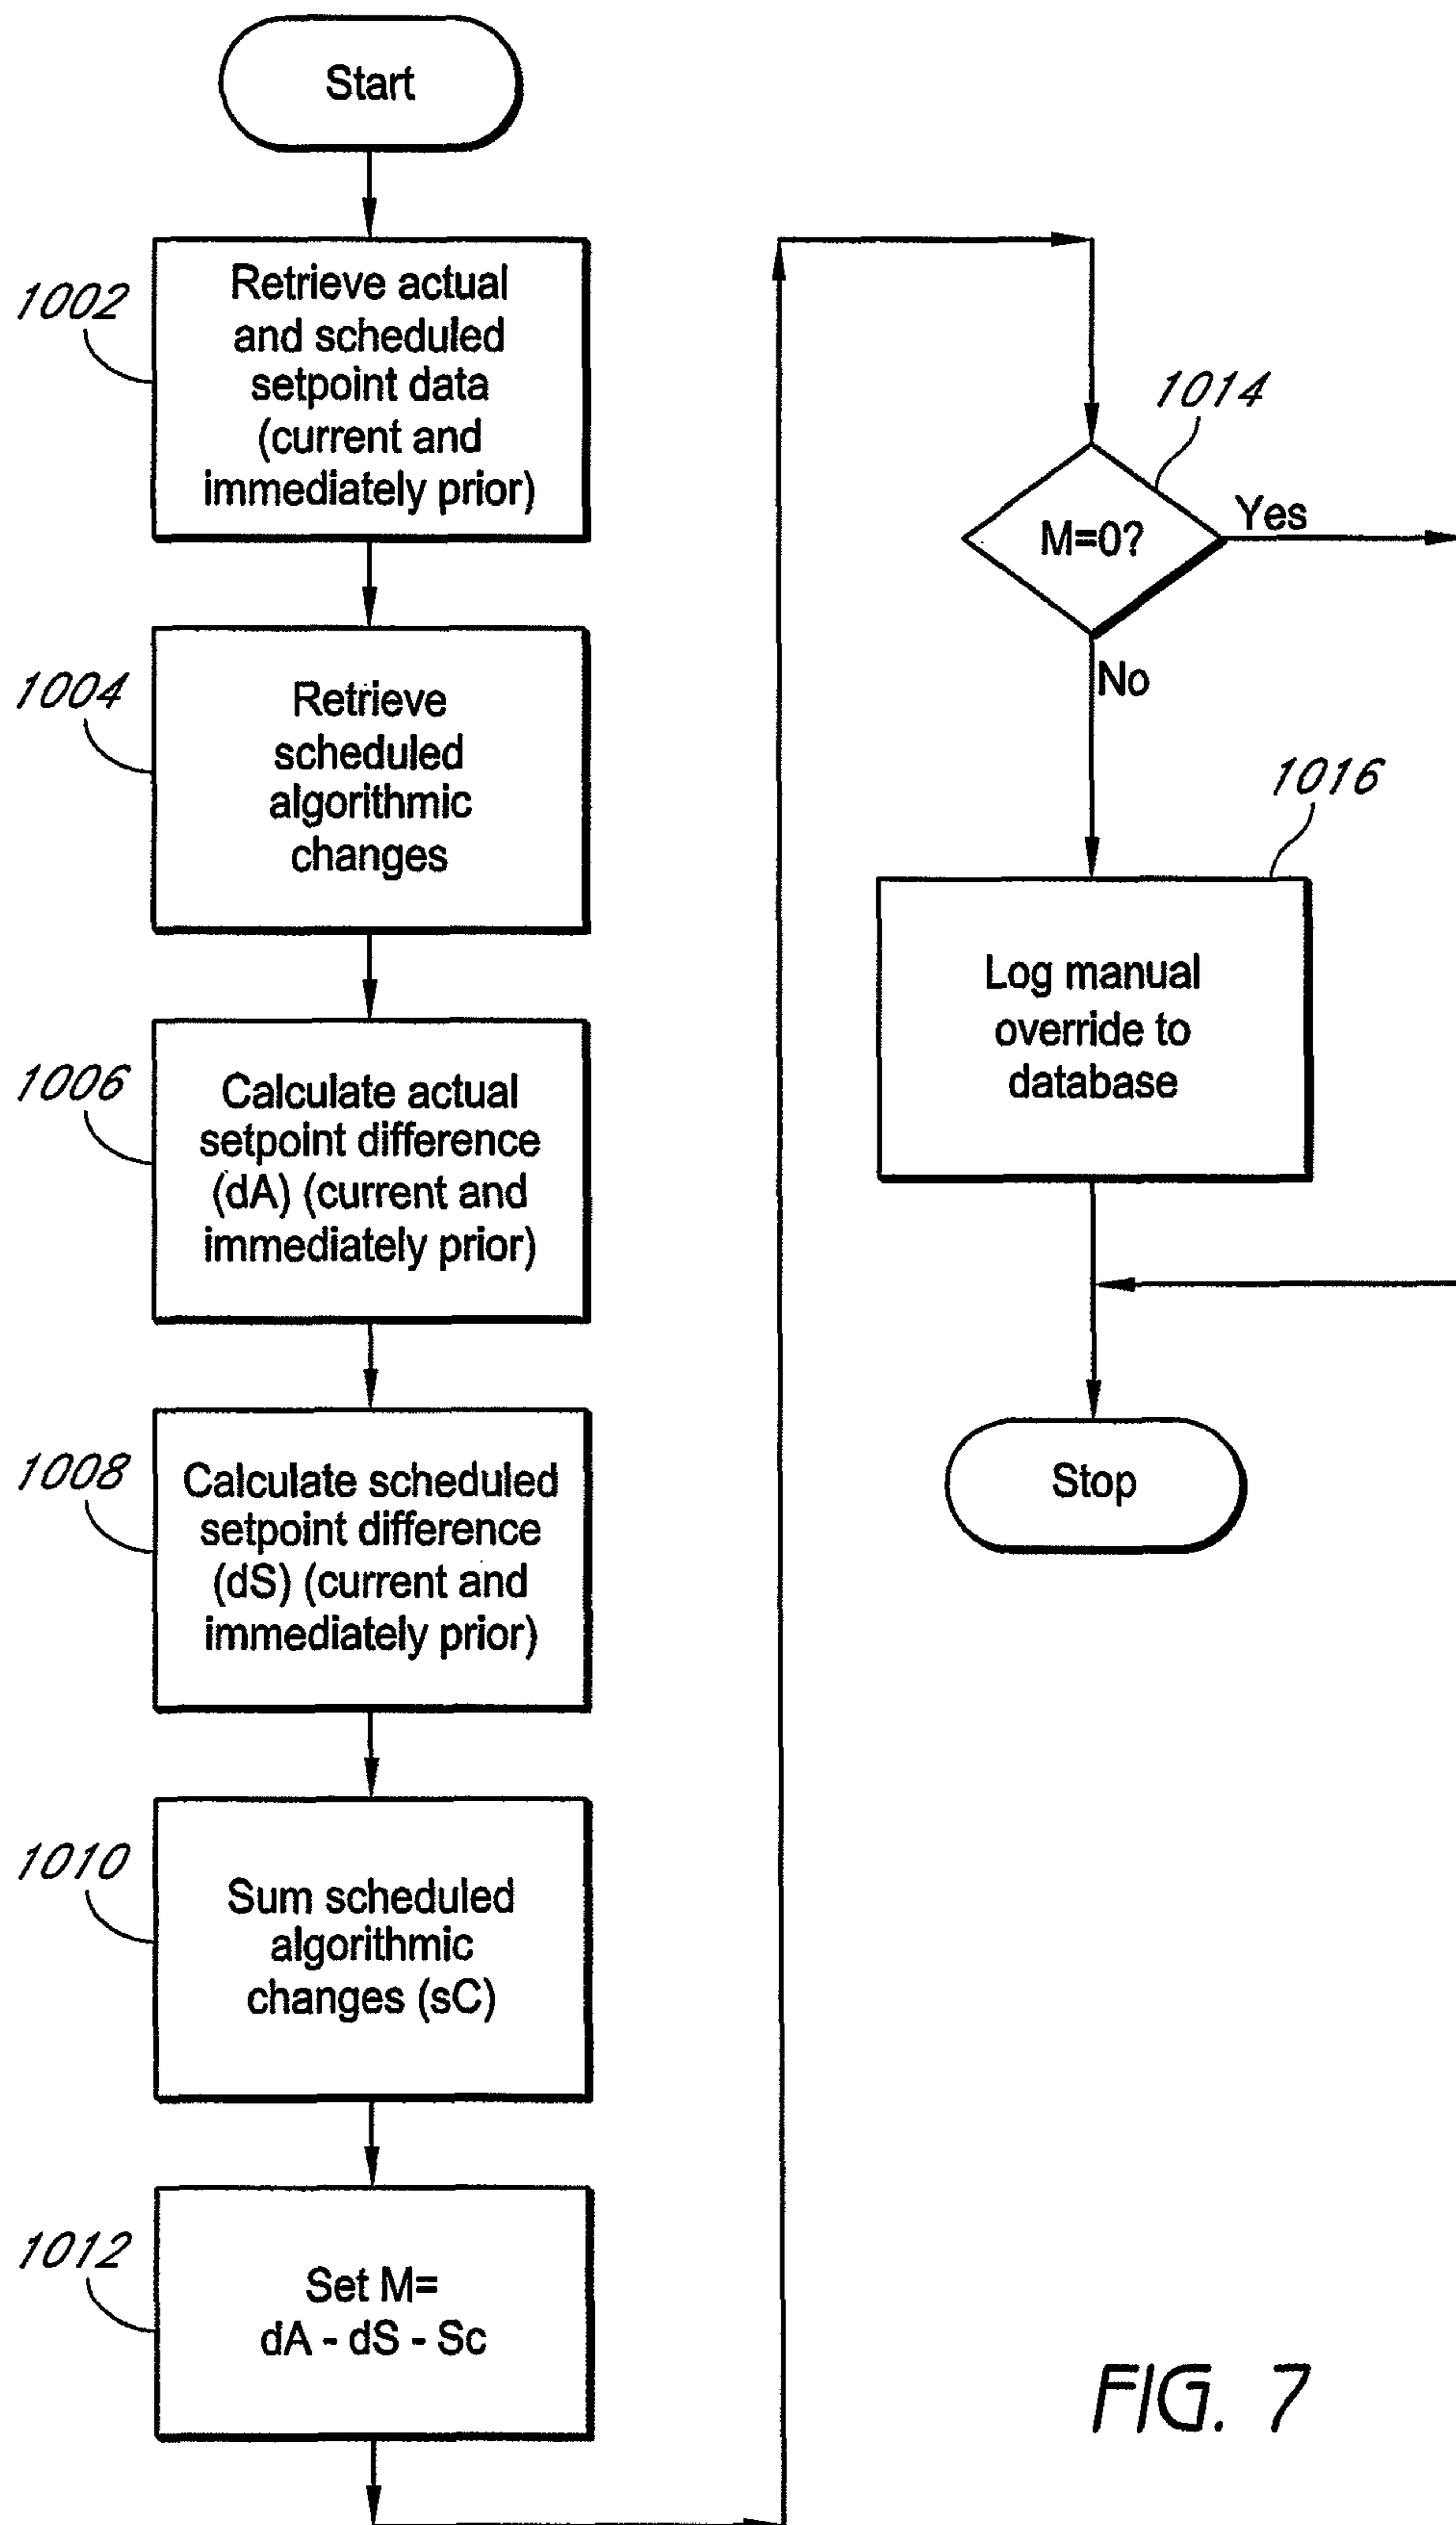 Start
1002
Retrieve actual
and scheduled
setpoint data
(current and
immediately prior)
1004
Retrieve
scheduled
algorithmic
changes
1006
Calculate actual
setpoint difference
(dA) (current and
immediately prior)
1008
Calculate scheduled
setpoint difference
(dS) (current and
immediately prior)
1010
Sum scheduled
algorithmic
changes (sC)
1012
Set M=
dA - dS - Sc
1014
M=0?
Yes
No
1016
Log manual
override to
database
Stop
FIG. 7